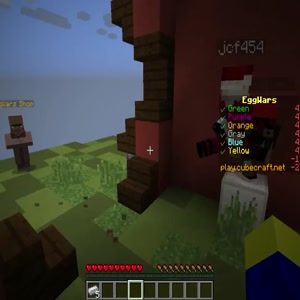 jcf454
EggWars
✓ Green
✓ Purple
✓ Orange
✓ Gray
✓ Blue
✓ Yellow
play.cubecraft.net